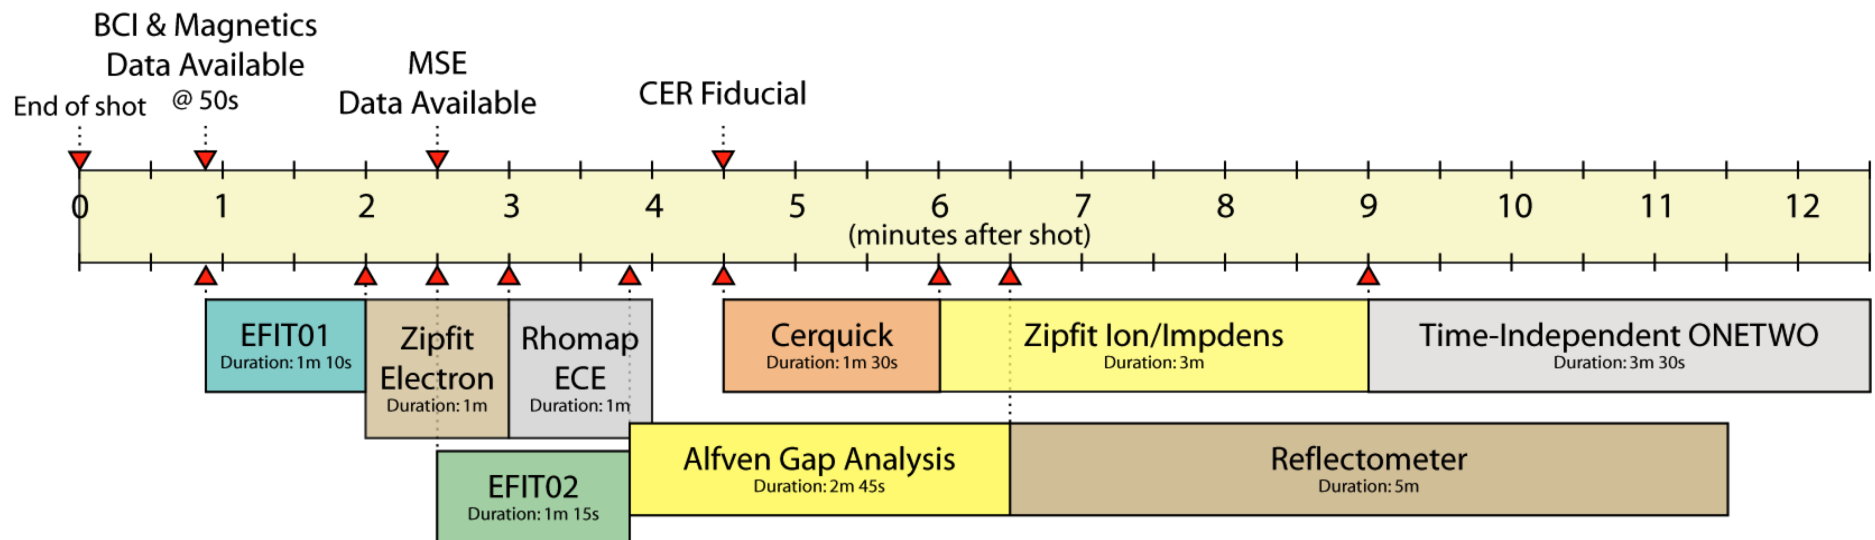 BCI & Magnetics
Data Available
@ 50s
End of shot
MSE
Data Available
CER Fiducial
0 1 2 3 4 5 6 7 8 9 10 11 12
(minutes after shot)
EFIT01
Duration: 1m 10s
Zipfit
Electron
Duration: 1m
Rhomap
ECE
Duration: 1m
Cerquick
Duration: 1m 30s
Zipfit Ion/Impdens
Duration: 3m
Time-Independent ONETWO
Duration: 3m 30s
EFIT02
Duration: 1m 15s
Alfven Gap Analysis
Duration: 2m 45s
Reflectometer
Duration: 5m